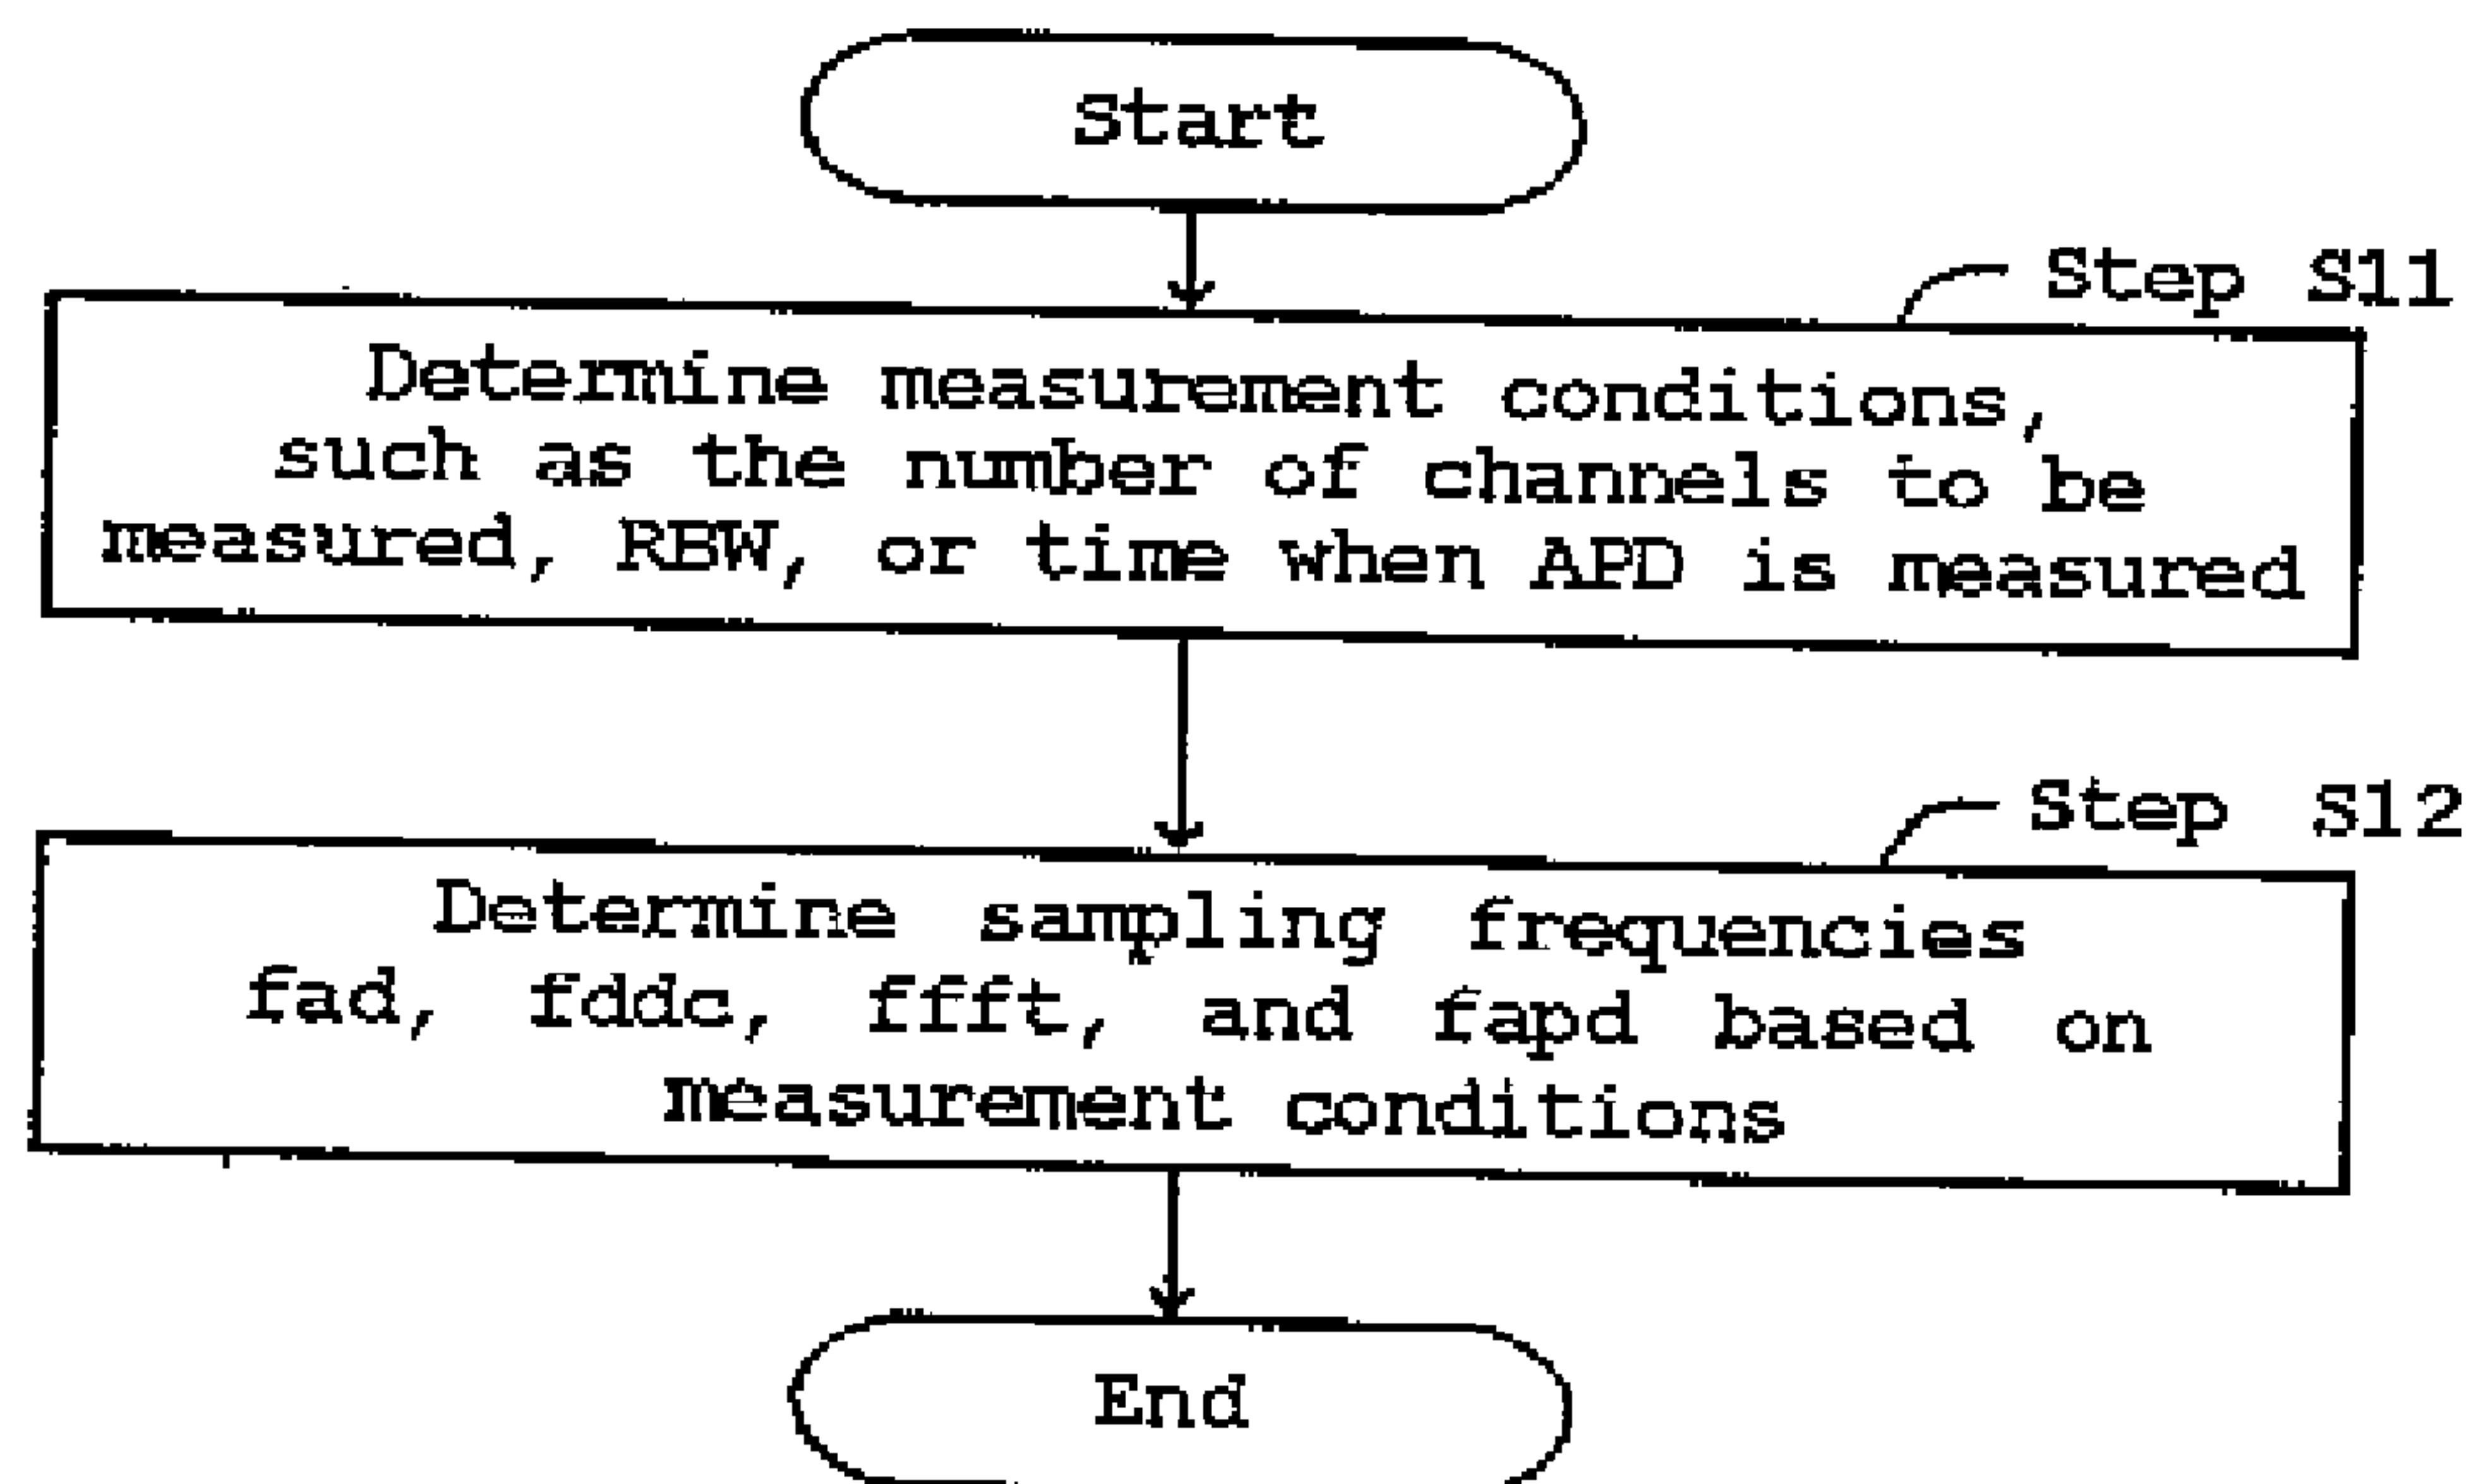 Start
Step S11
Determine measurement conditions,
such as the number of channels to be
measured, RBW, or time when APD is measured
Step S12
Determine sampling frequencies
fad, fddc, ffft, and fapd based on
measurement conditions
End